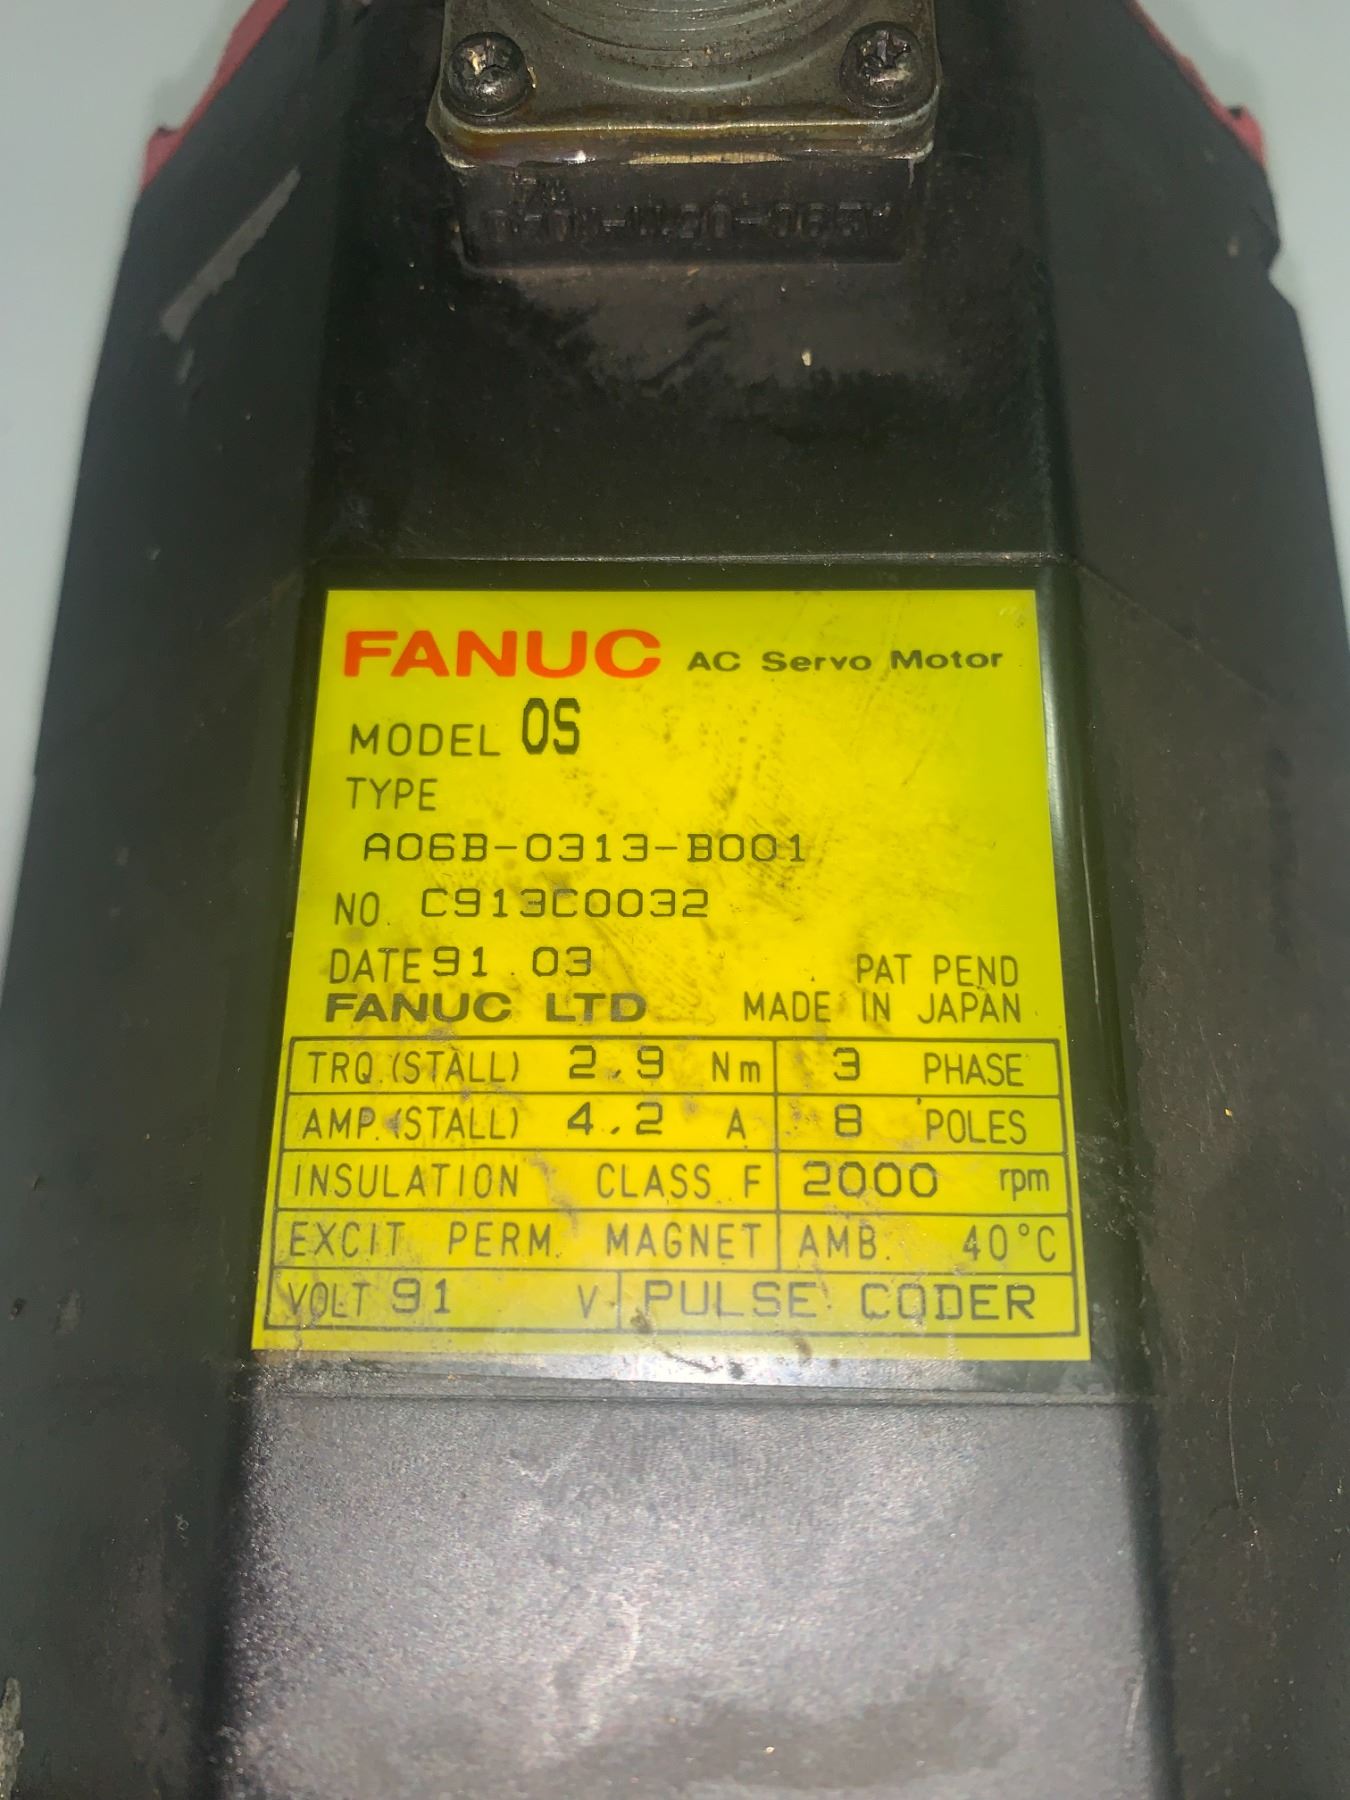 FANUC AC Servo Motor
MODEL 0S
TYPE
A06B-0313-B001
NO. C913C0032
DATE 91.03 PAT PEND
FANUC LTD MADE IN JAPAN
TRQ.(STALL) 2.9 Nm 3 PHASE
AMP.(STALL) 4.2 A 8 POLES
INSULATION CLASS F 2000 rpm
EXCIT PERM. MAGNET AMB. 40°C
VOLT 91 V PULSE CODER